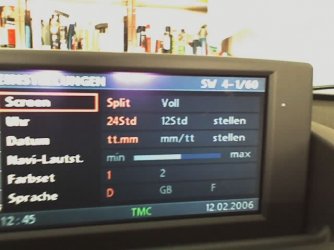 EINSTELLUNGEN SW 4-1/60
Screen Split Voll
Uhr 24Std 12Std stellen
Datum tt.mm mm/tt stellen
Navi-Lautst. min max
Farbset 1 2
Sprache D GB F
12:45 TMC 12.02.2006